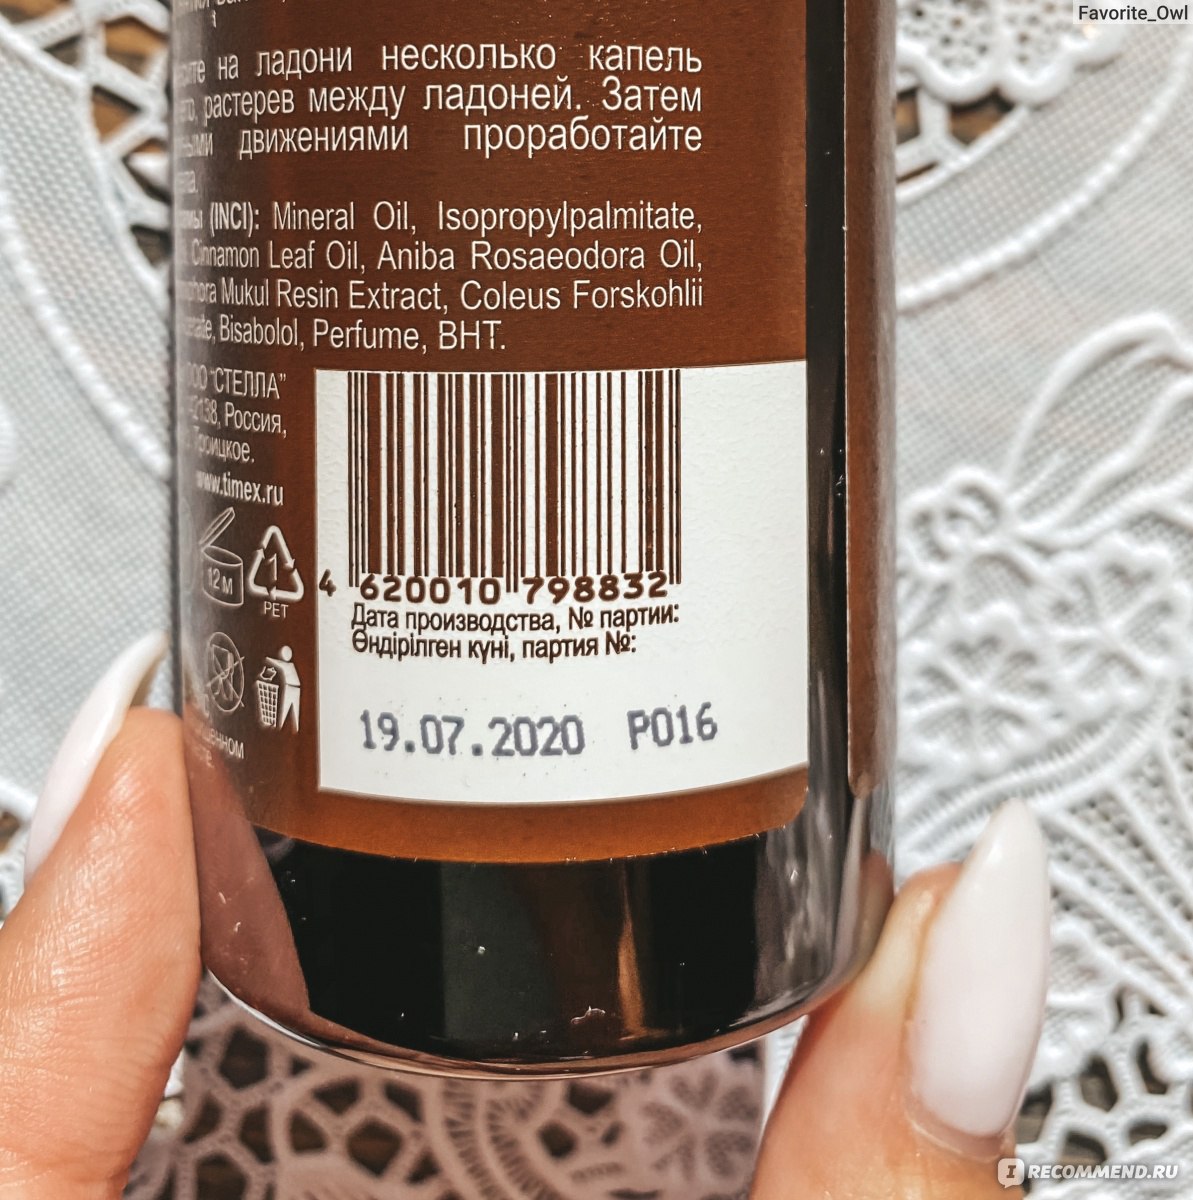 Favorite_Owl
на ладони несколько капель
растерев между ладоней. Затем
движениями проработайте
(INCI): Mineral Oil, Isopropylpalmitate,
Cinnamon Leaf Oil, Aniba Rosaeodora Oil,
Mukul Resin Extract, Coleus Forskohlii
Bisabolol, Perfume, BHT.
ООО "СТЕЛЛА"
Россия,
www.timex.ru
12 М
1
PET
4 620010 798832
Дата производства, № партии:
Өндірілген күні, партия №:
19.07.2020 P016
I RECOMMEND.RU